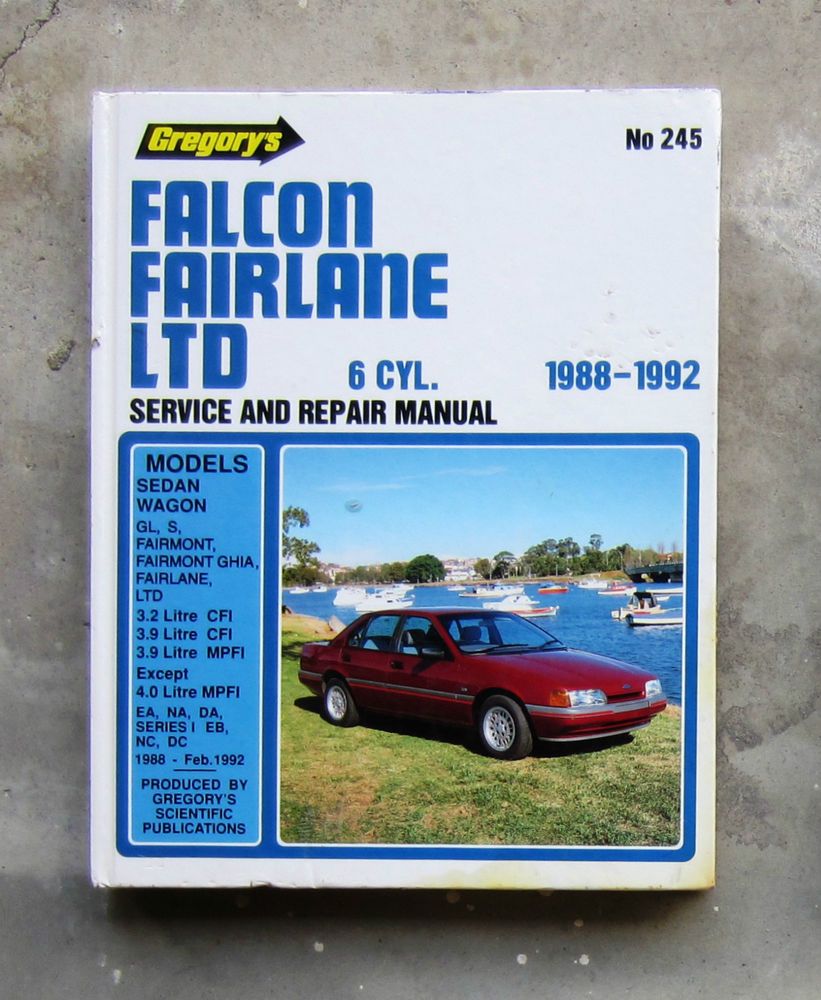 Gregory's
No 245
FALCON
FAIRLANE
LTD
6 CYL.
1988-1992
SERVICE AND REPAIR MANUAL
MODELS
SEDAN
WAGON
GL, S,
FAIRMONT,
FAIRMONT GHIA,
FAIRLANE,
LTD
3.2 Litre CFI
3.9 Litre CFI
3.9 Litre MPFI
Except
4.0 Litre MPFI
EA, NA, DA,
SERIES I EB,
NC, DC
1988 - Feb.1992
PRODUCED BY
GREGORY'S
SCIENTIFIC
PUBLICATIONS